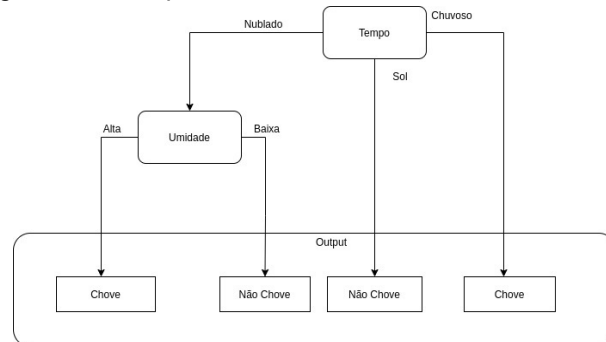 Nublado
Tempo
Chuvoso
Sol
Alta
Umidade
Baixa
Output
Chove
Não Chove
Não Chove
Chove